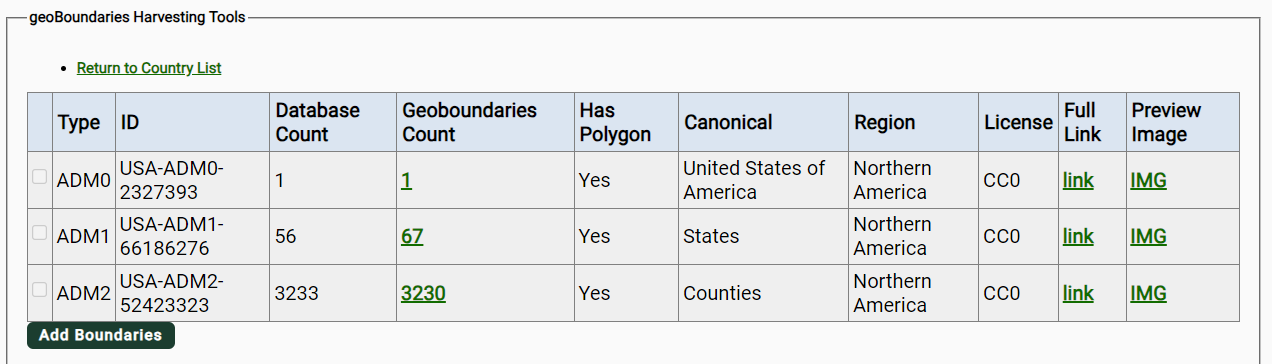 geoBoundaries Harvesting Tools
Return to Country List
Type ID Database Count Geoboundaries Count Has Polygon Canonical Region License Full Link Preview Image
ADM0 USA-ADM0-2327393 1 1 Yes United States of America Northern America CC0 link IMG
ADM1 USA-ADM1-66186276 56 67 Yes States Northern America CC0 link IMG
ADM2 USA-ADM2-52423323 3233 3230 Yes Counties Northern America CC0 link IMG
Add Boundaries